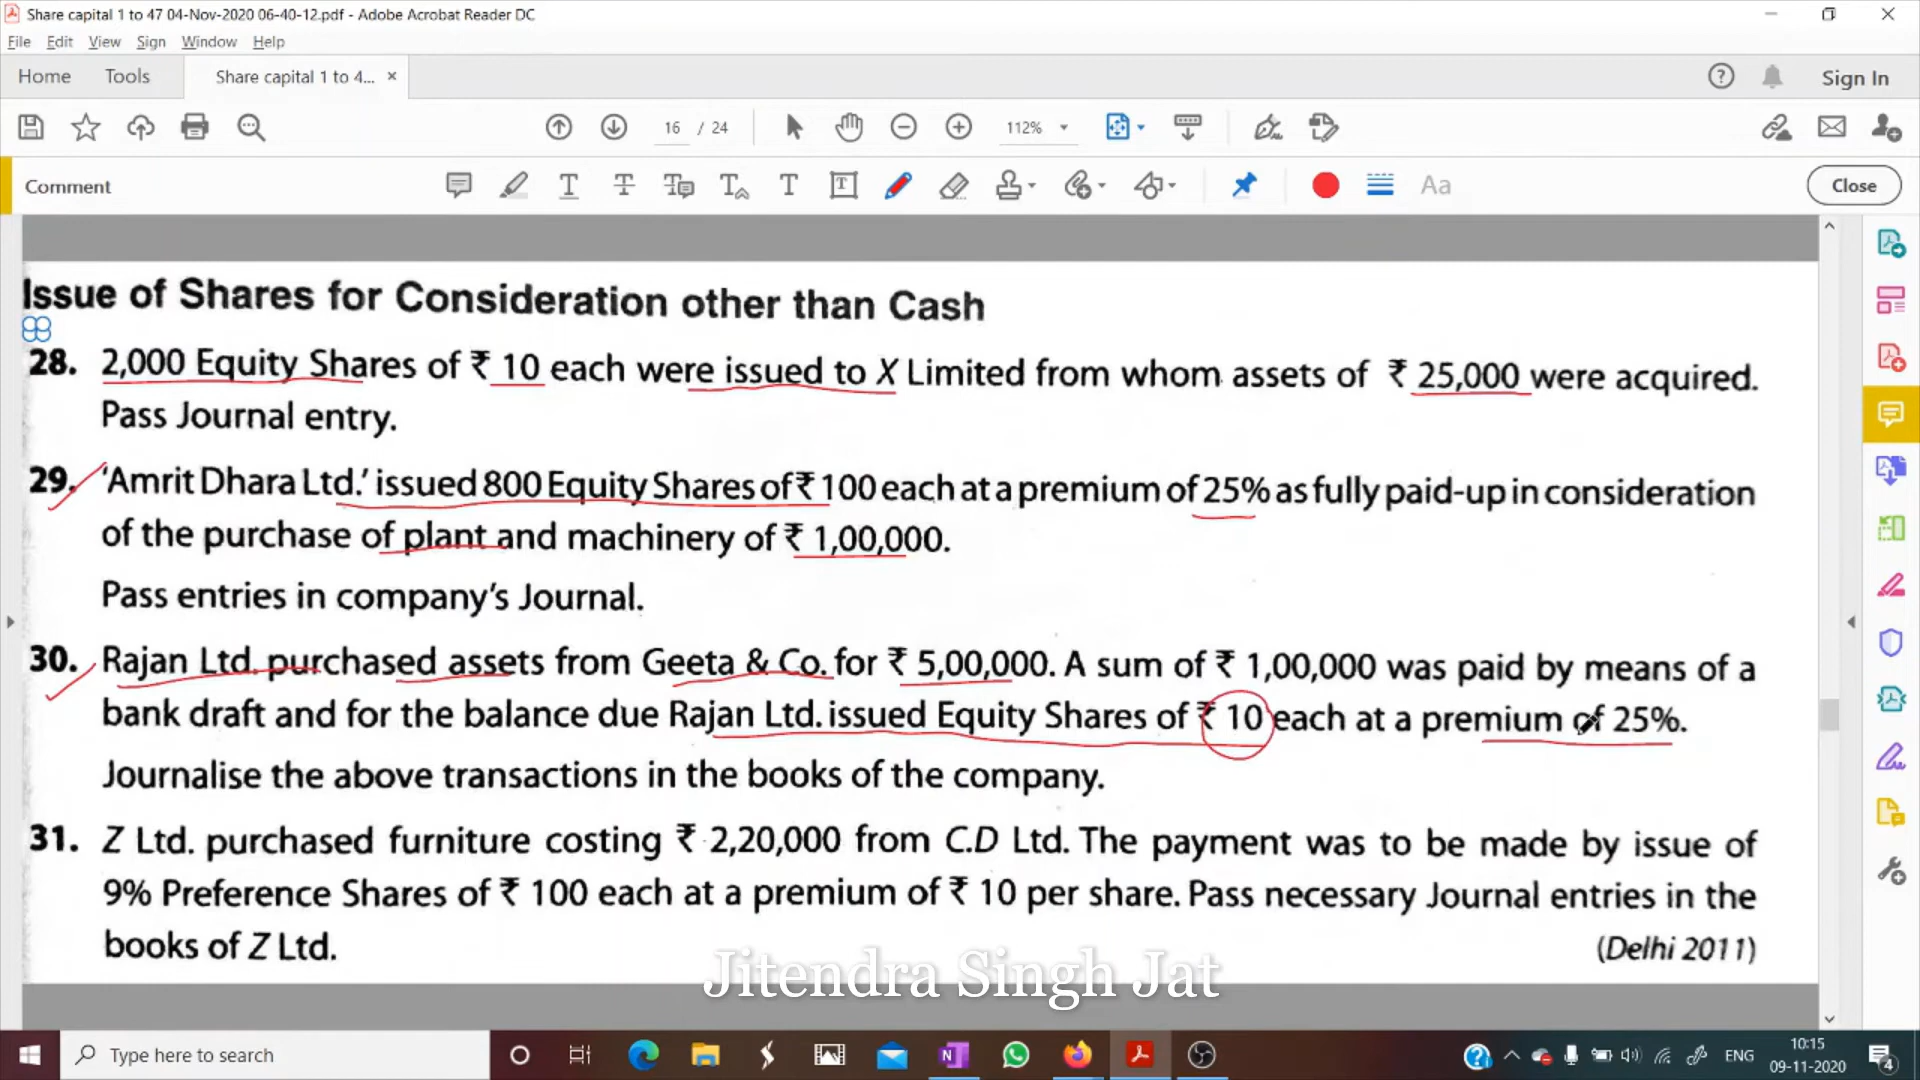 Share capital 1 to 47 04-Nov-2020 06-40-12.pdf - Adobe Acrobat Reader DC
File Edit View Sign Window Help
Home Tools Share capital 1 to 4... × Sign In
16 / 24 112%
Comment Aa Close
Issue of Shares for Consideration other than Cash
28. 2,000 Equity Shares of ₹ 10 each were issued to X Limited from whom assets of ₹ 25,000 were acquired.
Pass Journal entry.
29. 'Amrit Dhara Ltd.' issued 800 Equity Shares of ₹ 100 each at a premium of 25% as fully paid-up in consideration
of the purchase of plant and machinery of ₹ 1,00,000.
Pass entries in company's Journal.
30. Rajan Ltd. purchased assets from Geeta & Co. for ₹ 5,00,000. A sum of ₹ 1,00,000 was paid by means of a
bank draft and for the balance due Rajan Ltd. issued Equity Shares of ₹ 10 each at a premium of 25%.
Journalise the above transactions in the books of the company.
31. Z Ltd. purchased furniture costing ₹ 2,20,000 from C.D Ltd. The payment was to be made by issue of
9% Preference Shares of ₹ 100 each at a premium of ₹ 10 per share. Pass necessary Journal entries in the
books of Z Ltd. (Delhi 2011)
Jitendra Singh Jat
Type here to search
ENG
10:15
09-11-2020
4